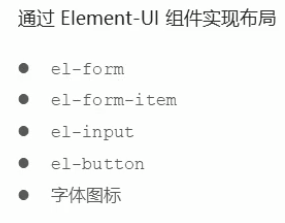 通过 Element-UI 组件实现布局
● el-form
● el-form-item
● el-input
● el-button
● 字体图标